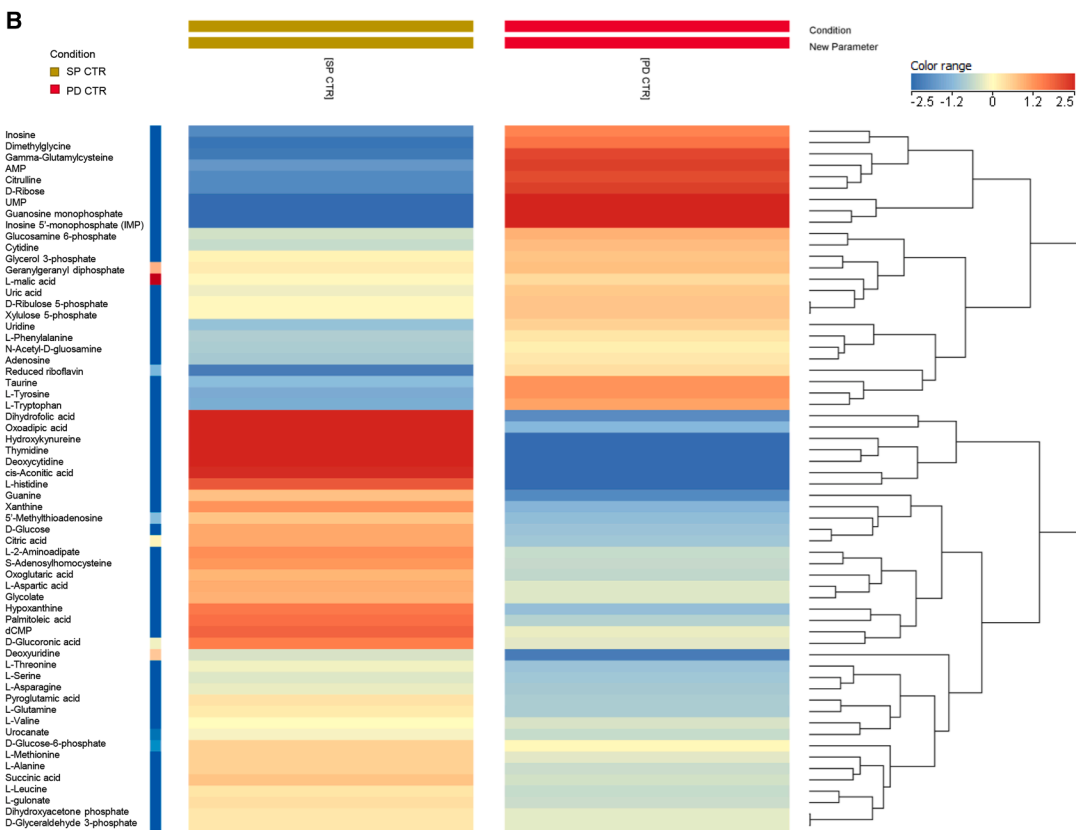 B
Condition
SP CTR
PD CTR
[SP CTR]
[PD CTR]
Condition
New Parameter
Color range
-2.5 -1.2 0 1.2 2.5
Inosine
Dimethylglycine
Gamma-Glutamylcysteine
AMP
Citrulline
D-Ribose
UMP
Guanosine monophosphate
Inosine 5'-monophosphate (IMP)
Glucosamine 6-phosphate
Cytidine
Glycerol 3-phosphate
Geranylgeranyl diphosphate
L-malic acid
Uric acid
D-Ribulose 5-phosphate
Xylulose 5-phosphate
Uridine
L-Phenylalanine
N-Acetyl-D-gluosamine
Adenosine
Reduced riboflavin
Taurine
L-Tyrosine
L-Tryptophan
Dihydrofolic acid
Oxoadipic acid
Hydroxykynureine
Thymidine
Deoxycytidine
cis-Aconitic acid
L-histidine
Guanine
Xanthine
5'-Methylthioadenosine
D-Glucose
Citric acid
L-2-Aminoadipate
S-Adenosylhomocysteine
Oxoglutaric acid
L-Aspartic acid
Glycolate
Hypoxanthine
Palmitoleic acid
dCMP
D-Glucoronic acid
Deoxyuridine
L-Threonine
L-Serine
L-Asparagine
Pyroglutamic acid
L-Glutamine
L-Valine
Urocanate
D-Glucose-6-phosphate
L-Methionine
L-Alanine
Succinic acid
L-Leucine
L-gulonate
Dihydroxyacetone phosphate
D-Glyceraldehyde 3-phosphate